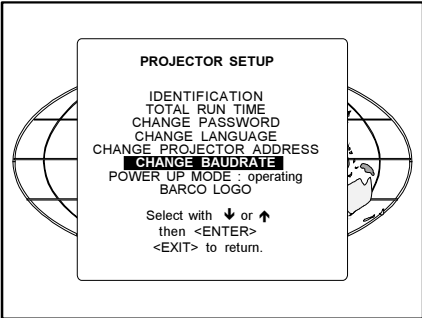 PROJECTOR SETUP
IDENTIFICATION
TOTAL RUN TIME
CHANGE PASSWORD
CHANGE LANGUAGE
CHANGE PROJECTOR ADDRESS
CHANGE BAUDRATE
POWER UP MODE : operating
BARCO LOGO
Select with ↓ or ↑
then <ENTER>
<EXIT> to return.